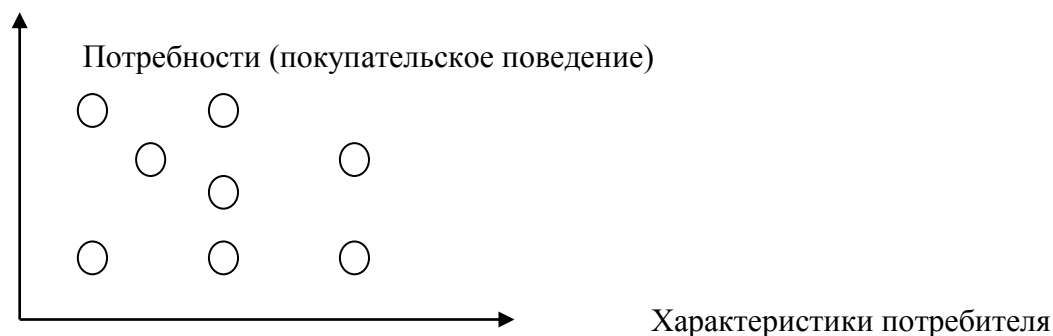 Потребности (покупательское поведение)
Характеристики потребителя